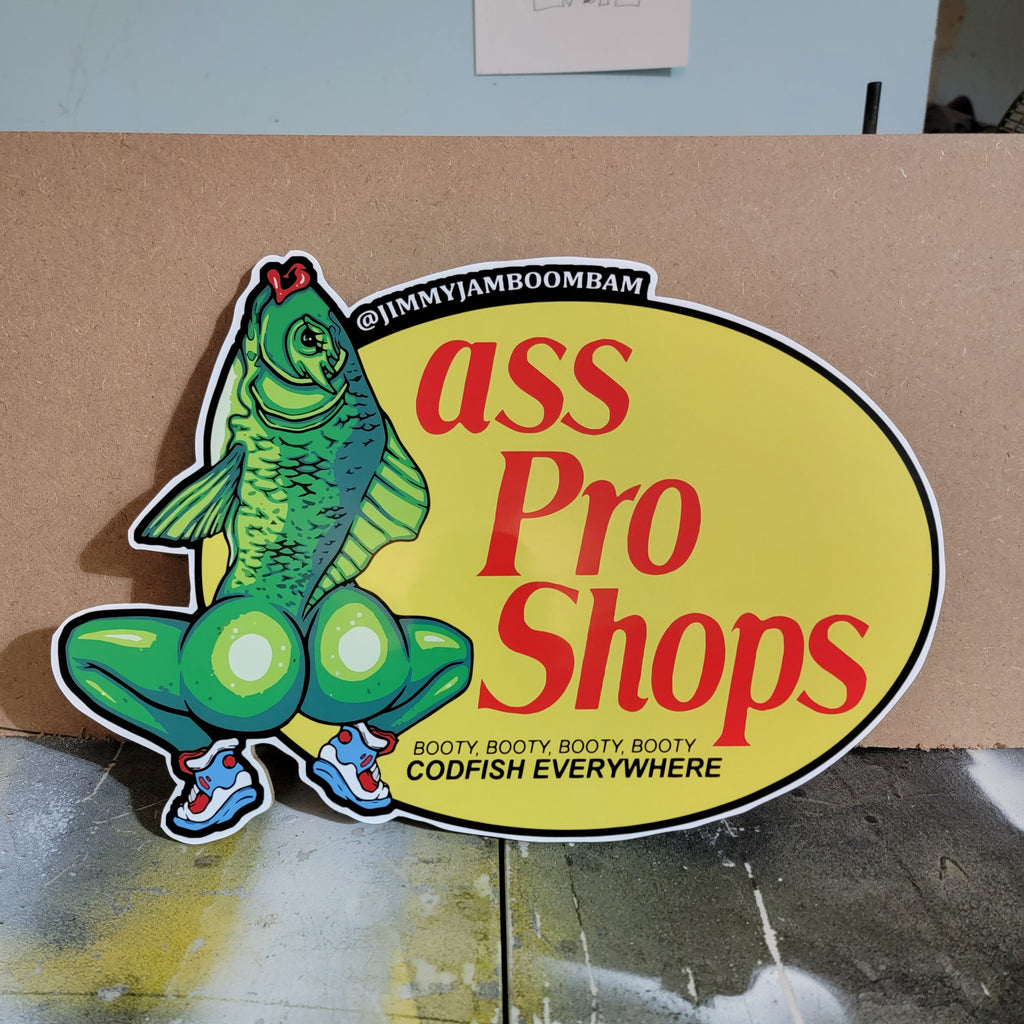 @JIMMYJAMBOOMBAM
ass
Pro
Shops
BOOTY, BOOTY, BOOTY, BOOTY
CODFISH EVERYWHERE